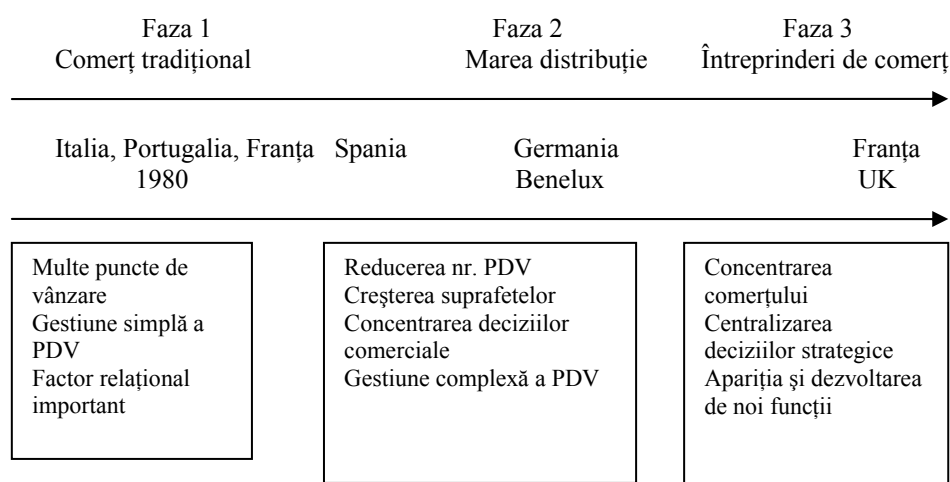 Faza 1 Faza 2 Faza 3
Comerț tradițional Marea distribuție Întreprinderi de comerț
Italia, Portugalia, Franța Spania Germania Franța
1980 Benelux UK
Multe puncte de
vânzare
Gestiune simplă a
PDV
Factor relațional
important
Reducerea nr. PDV
Creşterea suprafetelor
Concentrarea deciziilor
comerciale
Gestiune complexă a PDV
Concentrarea
comerțului
Centralizarea
deciziilor strategice
Apariția şi dezvoltarea
de noi funcții